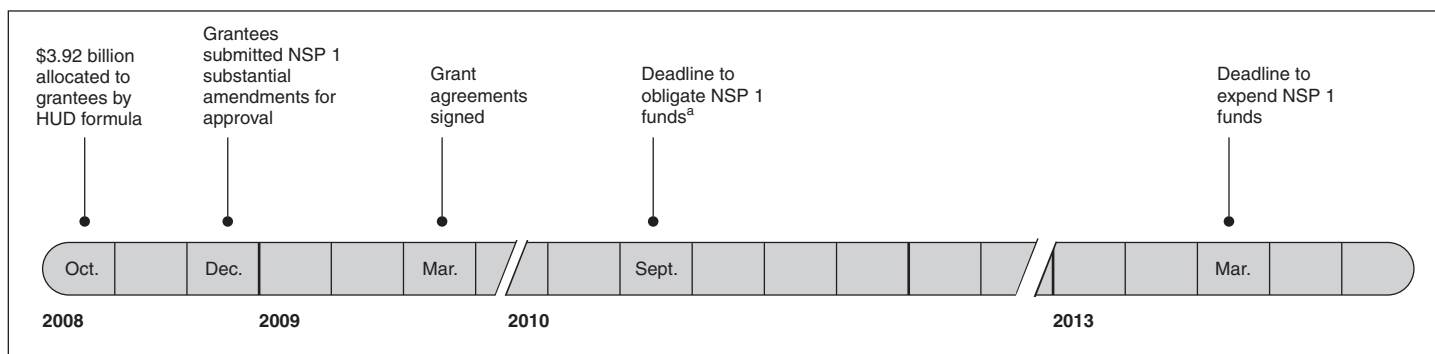 $3.92 billion
allocated to
grantees by
HUD formula
Grantees
submitted NSP 1
substantial
amendments for
approval
Grant
agreements
signed
Deadline to
obligate NSP 1
fundsa
Deadline to
expend NSP 1
funds
Oct. Dec. Mar. Sept. Mar.
2008 2009 2010 2013